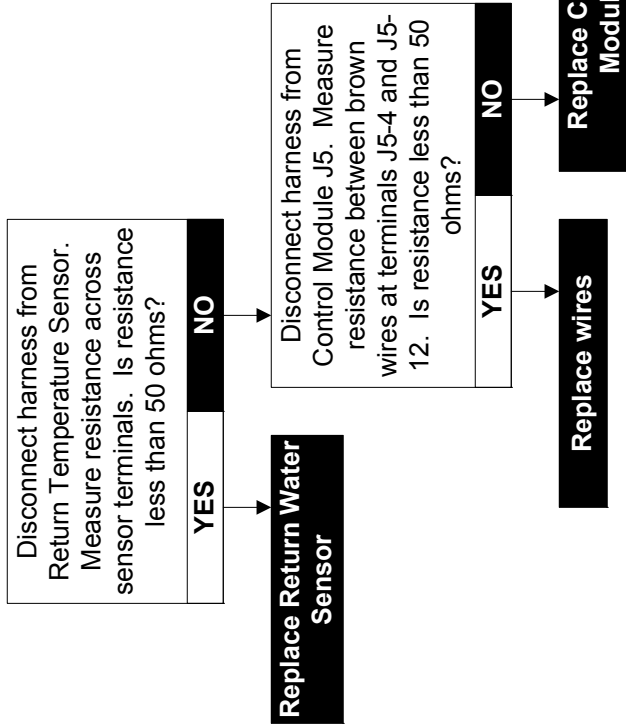 Disconnect harness from
Return Temperature Sensor.
Measure resistance across
sensor terminals.  Is resistance
less than 50 ohms?
YES
NO
Replace Return Water
Sensor
Disconnect harness from
Control Module J5.  Measure
resistance between brown
wires at terminals J5-4 and J5-
12.  Is resistance less than 50
ohms?
YES
NO
Replace wires
Replace